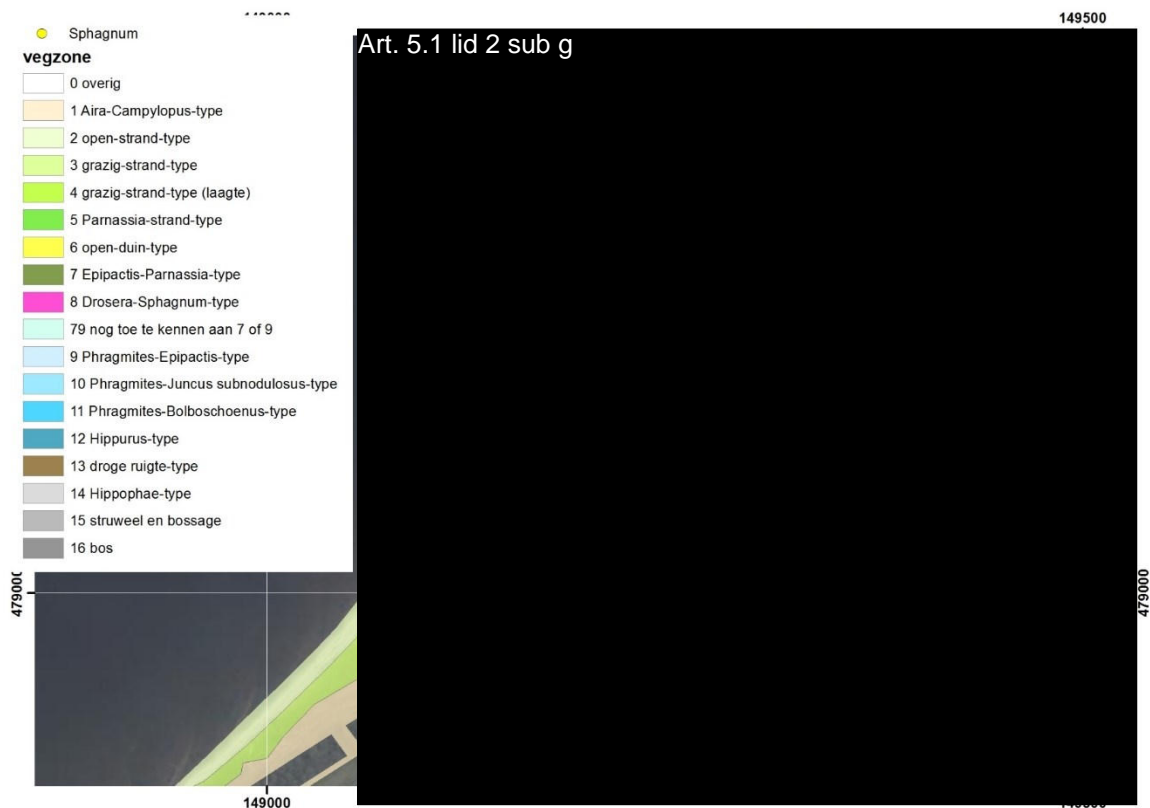 149500
Sphagnum
Art. 5.1 lid 2 sub g
vegzone
0 overig
1 Aira-Campylopus-type
2 open-strand-type
3 grazig-strand-type
4 grazig-strand-type (laagte)
5 Parnassia-strand-type
6 open-duin-type
7 Epipactis-Parnassia-type
8 Drosera-Sphagnum-type
79 nog toe te kennen aan 7 of 9
9 Phragmites-Epipactis-type
10 Phragmites-Juncus subnodulosus-type
11 Phragmites-Bolboschoenus-type
12 Hippurus-type
13 droge ruigte-type
14 Hippophae-type
15 struweel en bossage
16 bos
479000
479000
149000